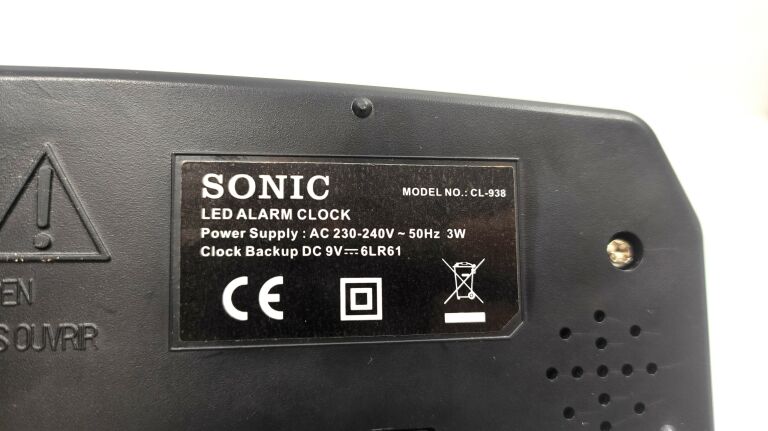 SONIC
MODEL NO.: CL-938
LED ALARM CLOCK
Power Supply : AC 230-240V ~ 50Hz 3W
Clock Backup DC 9V⎓6LR61
CE
EN
S OUVRIR